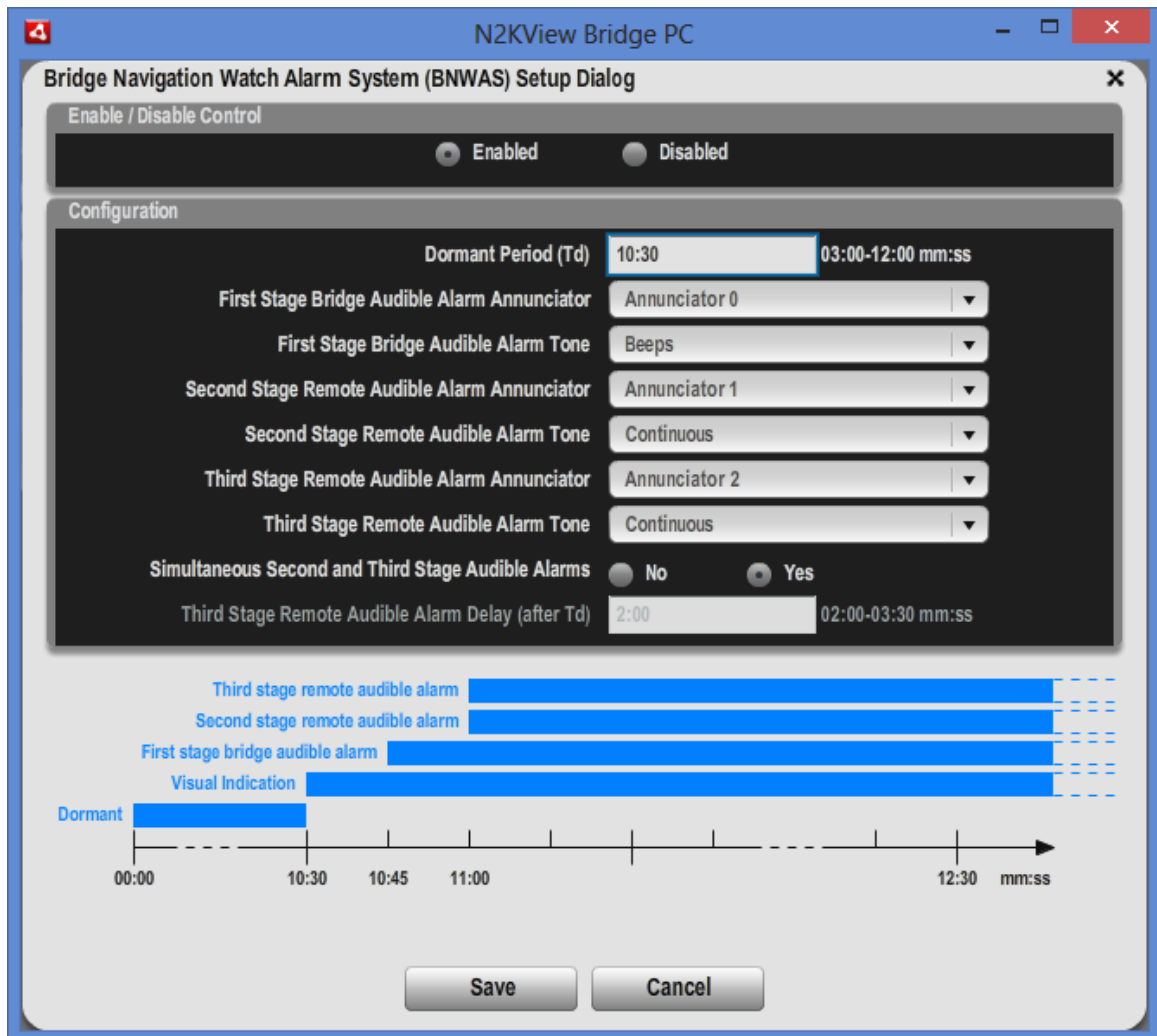 N2KView Bridge PC
Bridge Navigation Watch Alarm System (BNWAS) Setup Dialog
Enable / Disable Control
Enabled Disabled
Configuration
Dormant Period (Td) 10:30 03:00-12:00 mm:ss
First Stage Bridge Audible Alarm Annunciator Annunciator 0
First Stage Bridge Audible Alarm Tone Beeps
Second Stage Remote Audible Alarm Annunciator Annunciator 1
Second Stage Remote Audible Alarm Tone Continuous
Third Stage Remote Audible Alarm Annunciator Annunciator 2
Third Stage Remote Audible Alarm Tone Continuous
Simultaneous Second and Third Stage Audible Alarms No Yes
Third Stage Remote Audible Alarm Delay (after Td) 2:00 02:00-03:30 mm:ss
Third stage remote audible alarm
Second stage remote audible alarm
First stage bridge audible alarm
Visual Indication
Dormant
00:00 10:30 10:45 11:00 12:30 mm:ss
Save Cancel